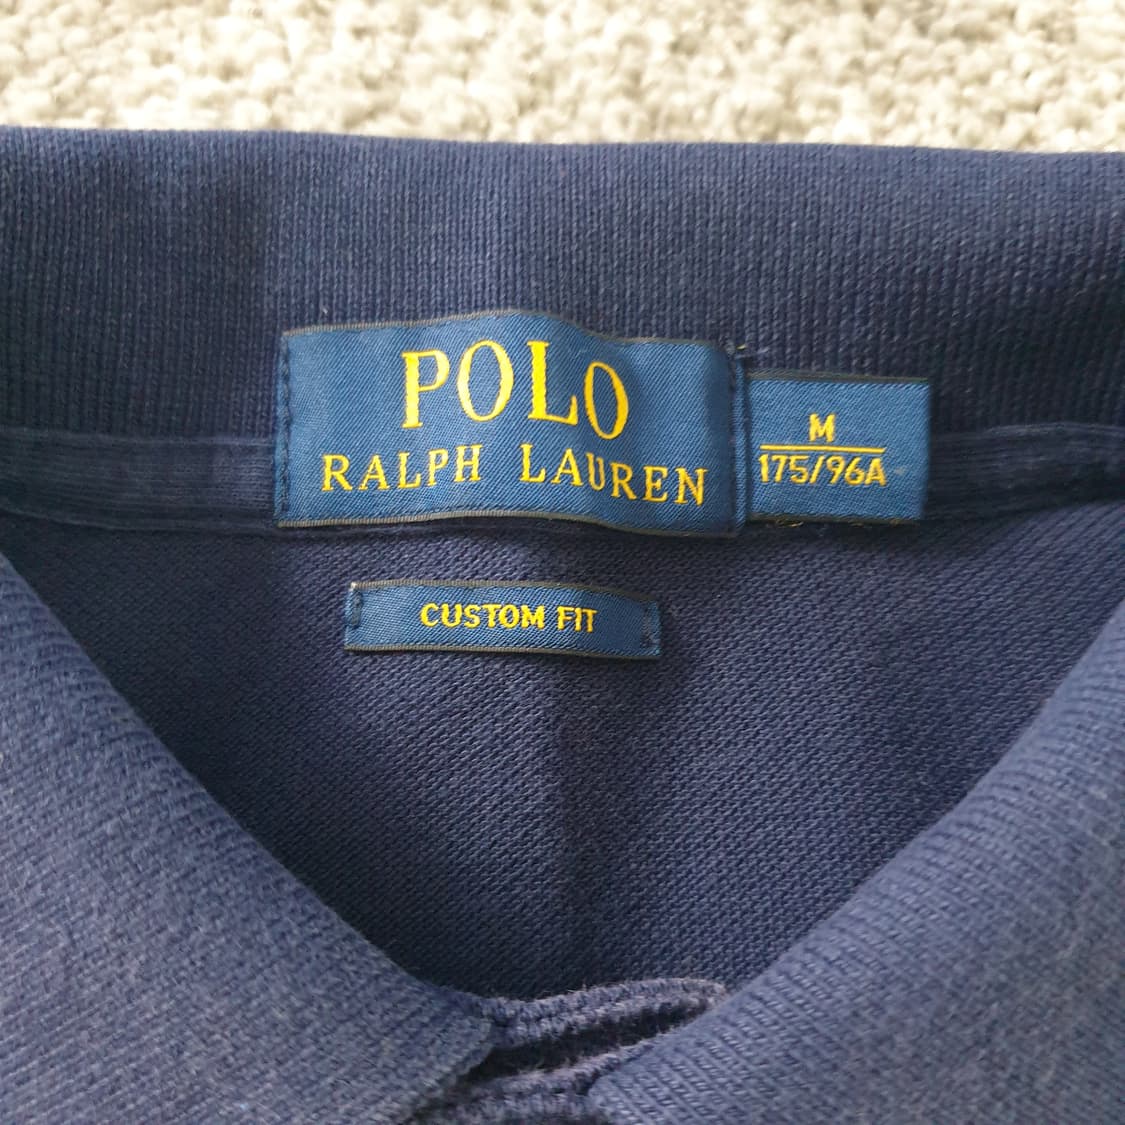 POLO
RALPH LAUREN
M
175/96A
CUSTOM FIT